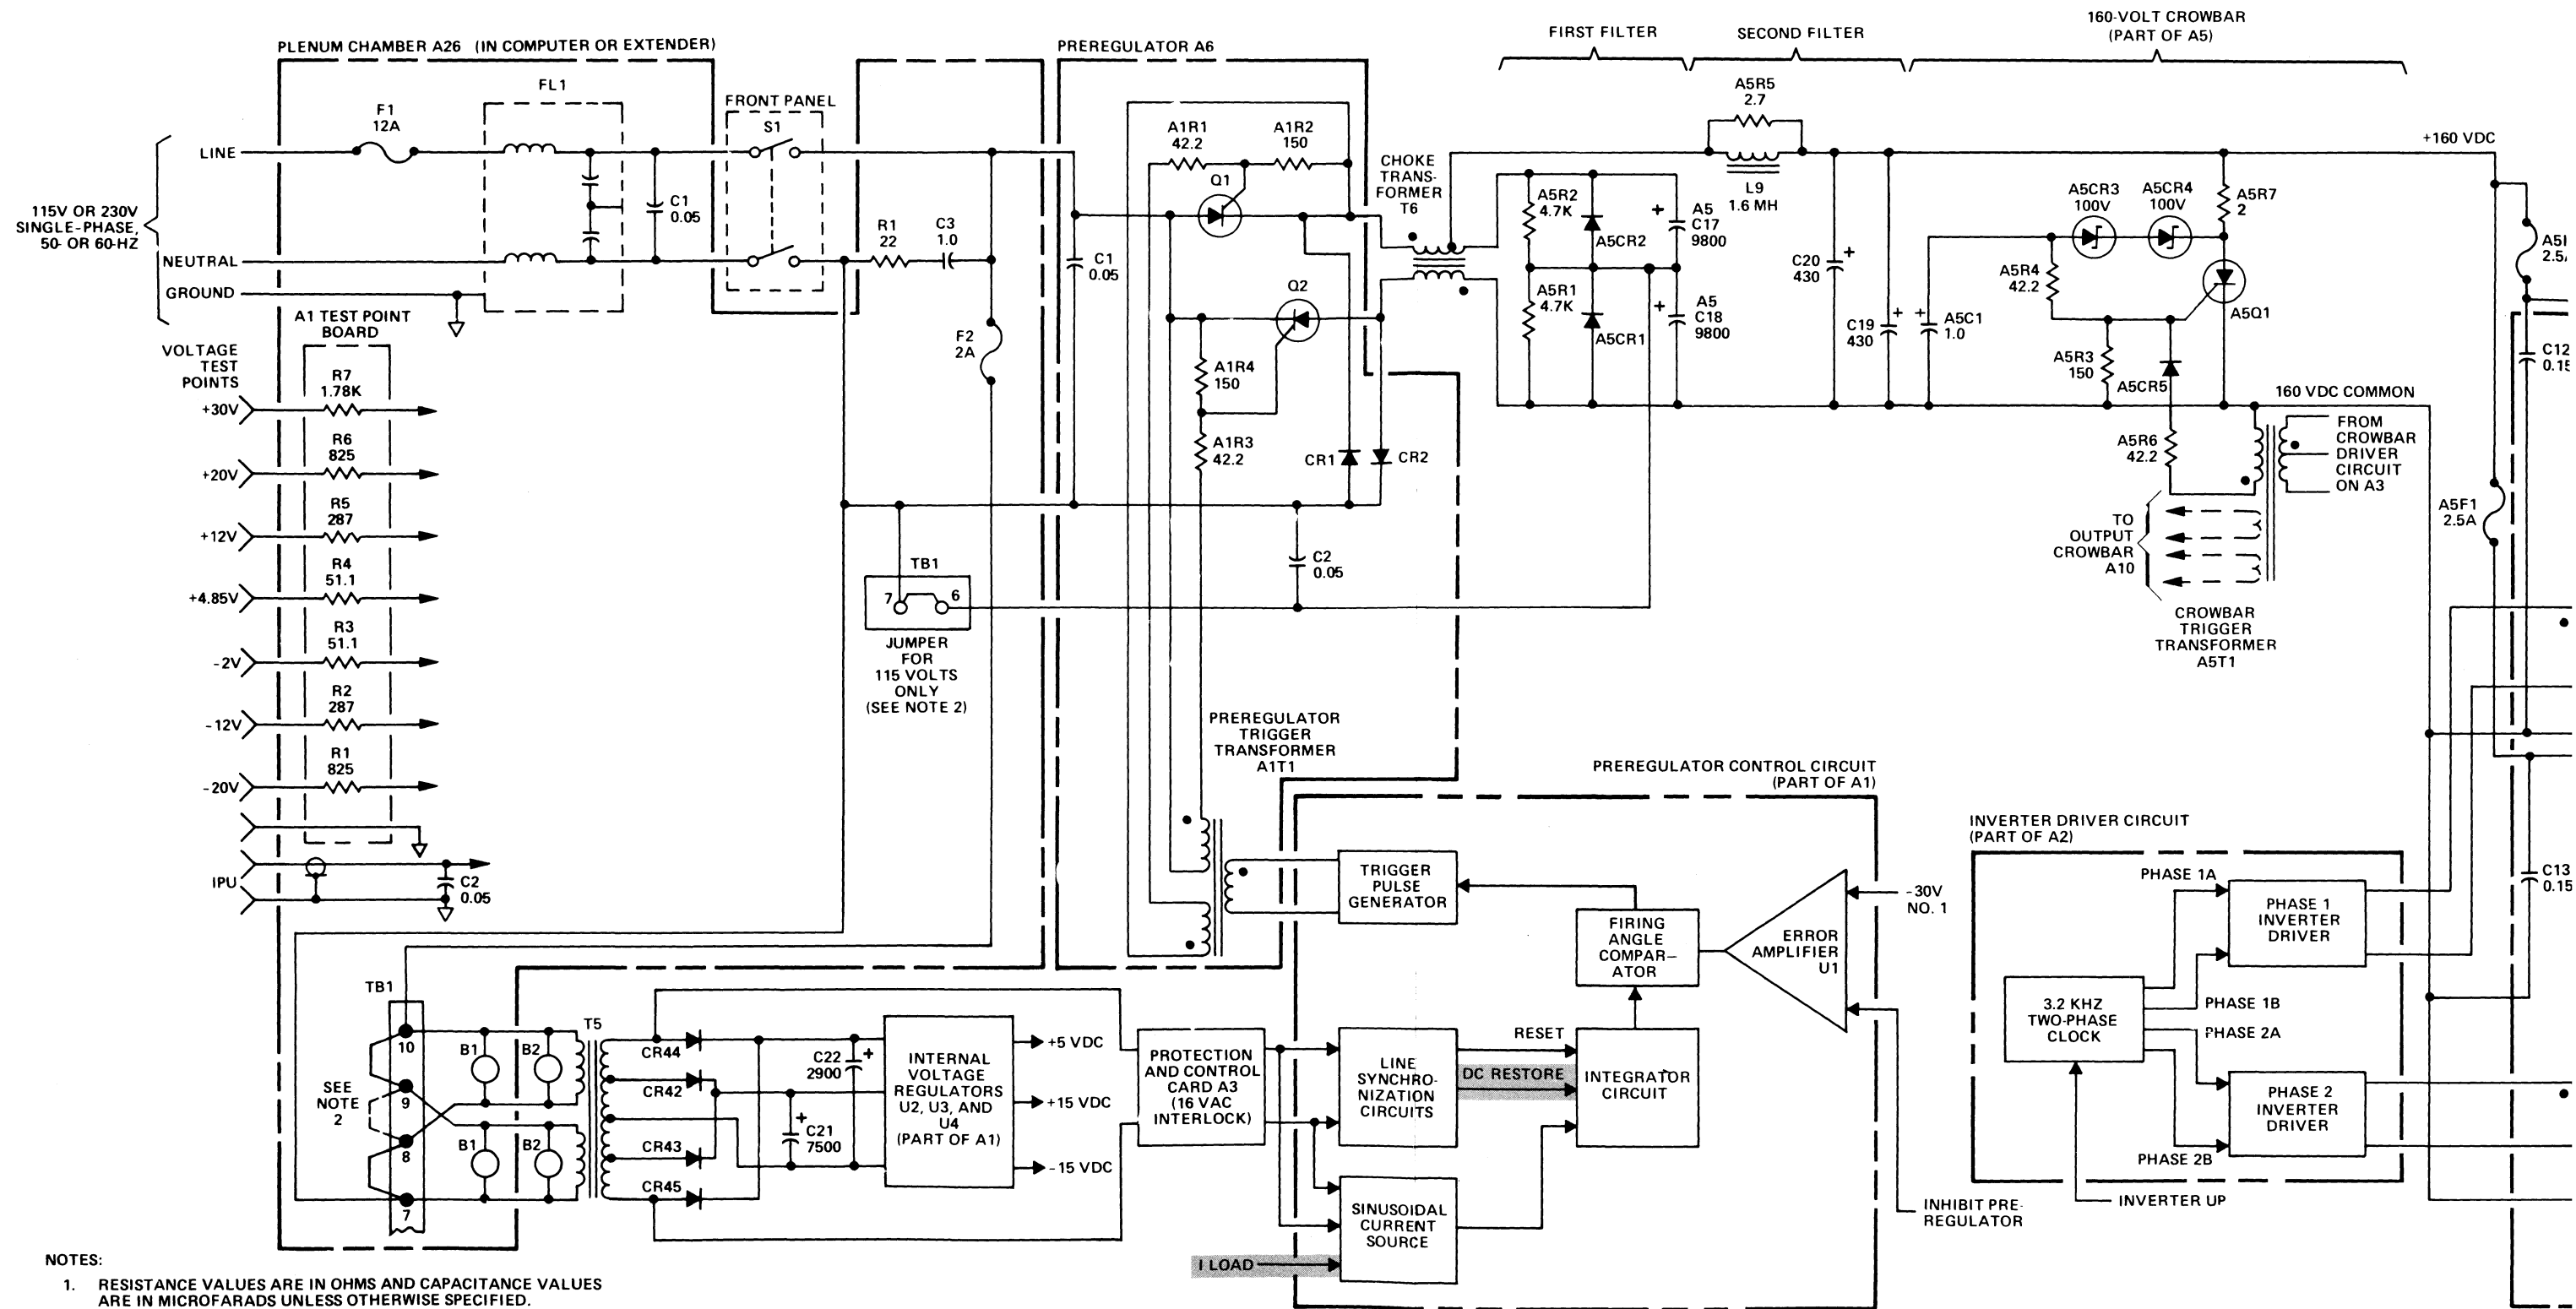 PLENUM CHAMBER A26 (IN COMPUTER OR EXTENDER)
F1
12A
FL1
FRONT PANEL
S1
LINE
115V OR 230V
SINGLE-PHASE,
50- OR 60-HZ
NEUTRAL
GROUND
C1
0.05
R1
22
C3
1.0
F2
2A
A1 TEST POINT
BOARD
VOLTAGE
TEST
POINTS
R7
1.78K
+30V
R6
825
+20V
R5
287
+12V
R4
51.1
+4.85V
R3
51.1
-2V
R2
287
-12V
R1
825
-20V
IPU
C2
0.05
TB1
7
6
JUMPER
FOR
115 VOLTS
ONLY
(SEE NOTE 2)
PREREGULATOR A6
A1R1
42.2
A1R2
150
Q1
C1
0.05
Q2
A1R4
150
A1R3
42.2
CR1
CR2
C2
0.05
CHOKE
TRANS-
FORMER
T6
PREREGULATOR
TRIGGER
TRANSFORMER
A1T1
FIRST FILTER
SECOND FILTER
160-VOLT CROWBAR
(PART OF A5)
A5R5
2.7
L9
1.6 MH
A5R2
4.7K
A5CR2
A5
C17
9800
A5R1
4.7K
A5CR1
A5
C18
9800
C20
430
C19
430
A5C1
1.0
A5CR3
100V
A5CR4
100V
A5R7
2
A5R4
42.2
A5Q1
A5R3
150
A5CR5
+160 VDC
160 VDC COMMON
A5R6
42.2
FROM
CROWBAR
DRIVER
CIRCUIT
ON A3
TO
OUTPUT
CROWBAR
A10
CROWBAR
TRIGGER
TRANSFORMER
A5T1
A5F1
2.5A
2.5
C12
0.15
C13
0.15
TB1
10
9
8
7
SEE
NOTE
2
B1
B2
B1
B2
T5
CR44
CR42
CR43
CR45
C22
2900
C21
7500
INTERNAL
VOLTAGE
REGULATORS
U2, U3, AND
U4
(PART OF A1)
+5 VDC
+15 VDC
-15 VDC
PROTECTION
AND CONTROL
CARD A3
(16 VAC
INTERLOCK)
PREREGULATOR CONTROL CIRCUIT
(PART OF A1)
TRIGGER
PULSE
GENERATOR
FIRING
ANGLE
COMPAR-
ATOR
ERROR
AMPLIFIER
U1
-30V
NO. 1
LINE
SYNCHRO-
NIZATION
CIRCUITS
RESET
DC RESTORE
INTEGRATOR
CIRCUIT
SINUSOIDAL
CURRENT
SOURCE
I LOAD
INHIBIT PRE-
REGULATOR
INVERTER DRIVER CIRCUIT
(PART OF A2)
PHASE 1A
PHASE 1
INVERTER
DRIVER
3.2 KHZ
TWO-PHASE
CLOCK
PHASE 1B
PHASE 2A
PHASE 2
INVERTER
DRIVER
PHASE 2B
INVERTER UP
NOTES:
1. RESISTANCE VALUES ARE IN OHMS AND CAPACITANCE VALUES
ARE IN MICROFARADS UNLESS OTHERWISE SPECIFIED.